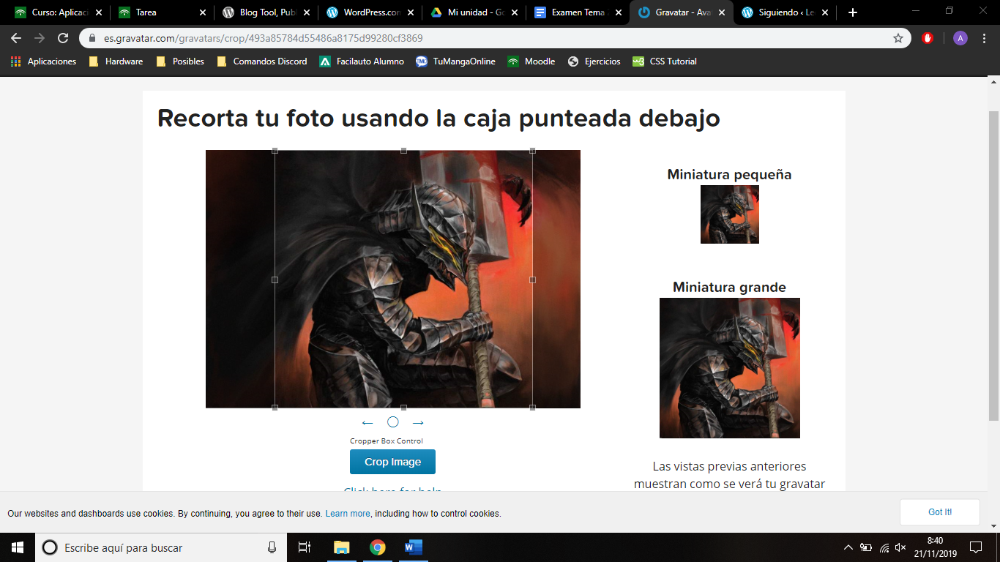 Curso: Aplicaci
Tarea
Blog Tool, Publ
WordPress.com
Mi unidad - Go
Examen Tema 2
Gravatar - Avat
Siguiendo ‹ Le
es.gravatar.com/gravatars/crop/493a85784d55486a8175d99280cf3869
A
Aplicaciones
Hardware
Posibles
Comandos Discord
Facilauto Alumno
TuMangaOnline
Moodle
Ejercicios
CSS Tutorial
Recorta tu foto usando la caja punteada debajo
Miniatura pequeña
Miniatura grande
← ○ →
Cropper Box Control
Crop Image
Click here for help
Las vistas previas anteriores
muestran como se verá tu gravatar
Our websites and dashboards use cookies. By continuing, you agree to their use. Learn more, including how to control cookies.
Got It!
Escribe aquí para buscar
8:40
21/11/2019